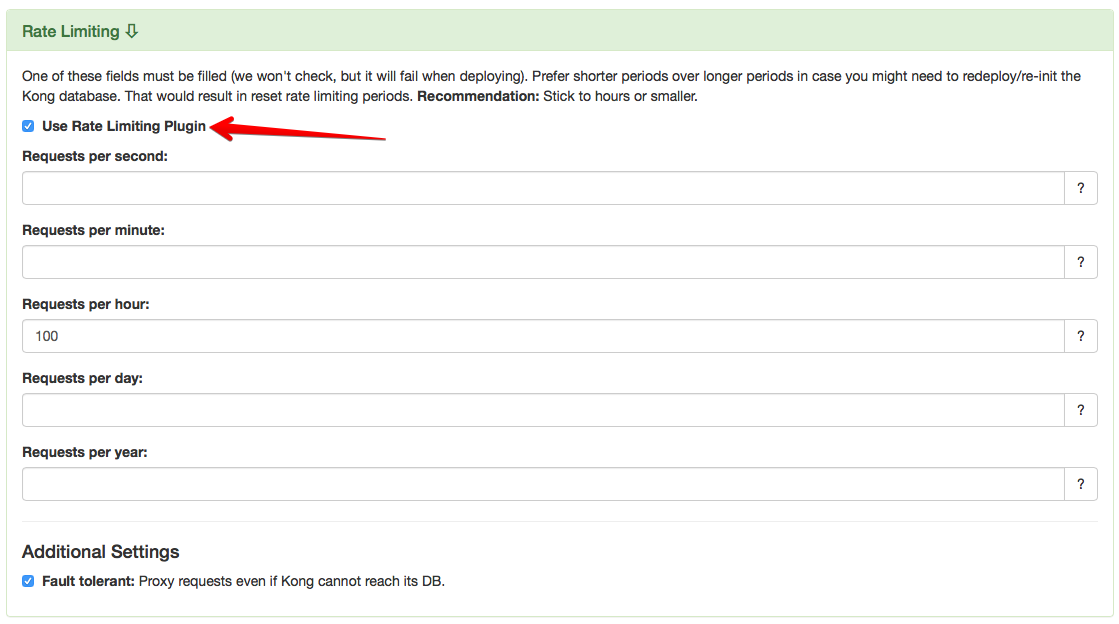 Rate Limiting ⇩
One of these fields must be filled (we won't check, but it will fail when deploying). Prefer shorter periods over longer periods in case you might need to redeploy/re-init the
Kong database. That would result in reset rate limiting periods. Recommendation: Stick to hours or smaller.
Use Rate Limiting Plugin
Requests per second:
?
Requests per minute:
?
Requests per hour:
100 ?
Requests per day:
?
Requests per year:
?
Additional Settings
Fault tolerant: Proxy requests even if Kong cannot reach its DB.